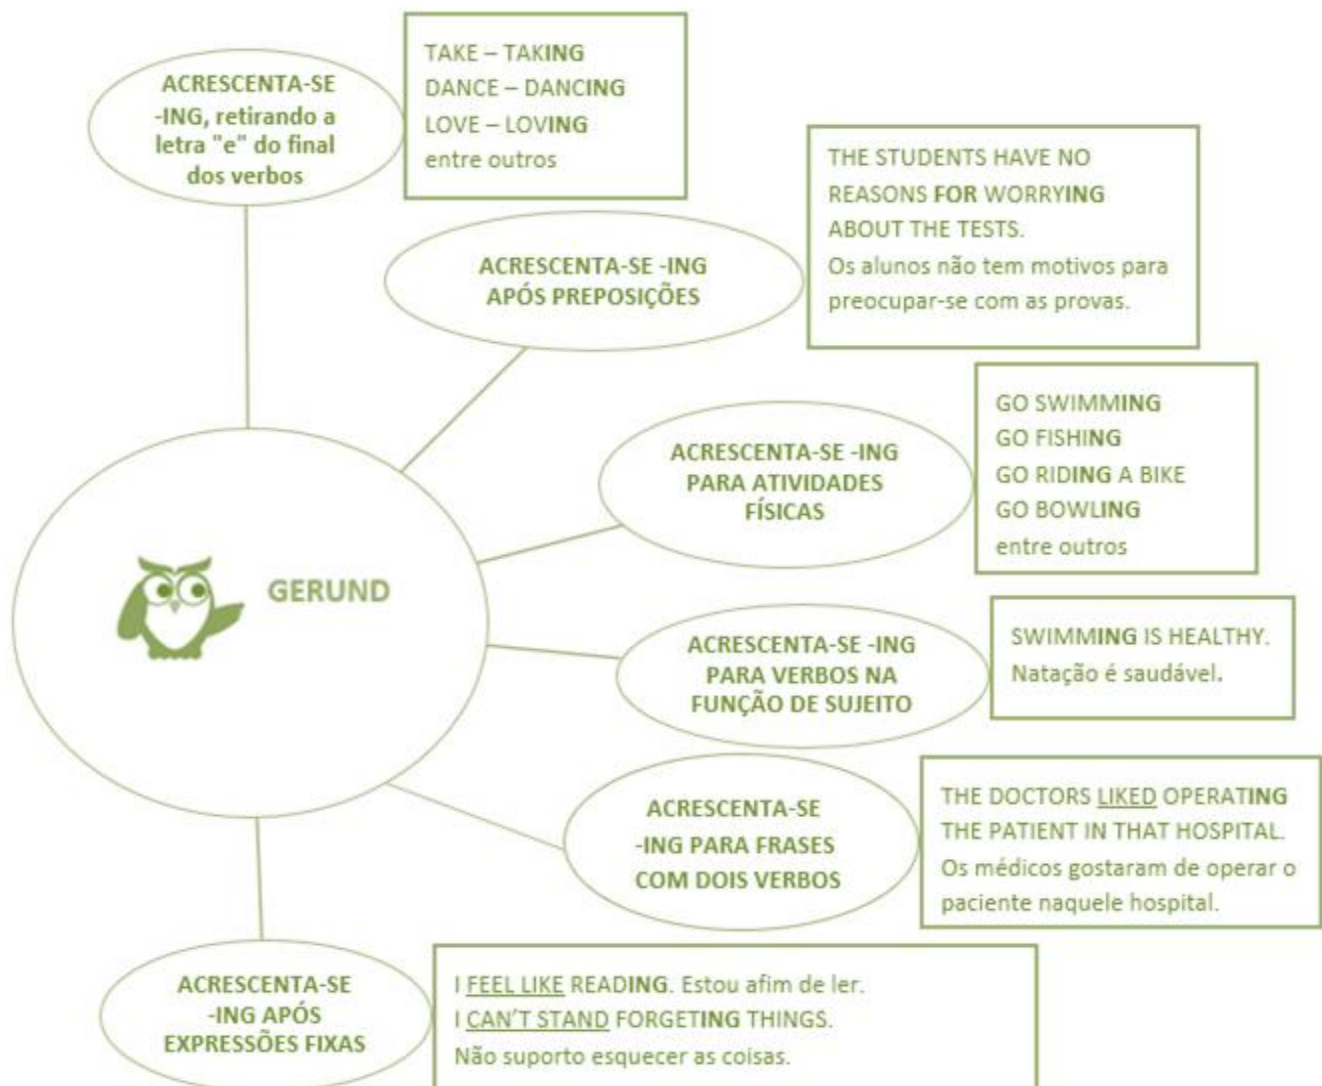 ACRESCENTA-SE
-ING, retirando a
letra "e" do final
dos verbos
TAKE – TAKING
DANCE – DANCING
LOVE – LOVING
entre outros
ACRESCENTA-SE -ING
APÓS PREPOSIÇÕES
THE STUDENTS HAVE NO
REASONS FOR WORRYING
ABOUT THE TESTS.
Os alunos não tem motivos para
preocupar-se com as provas.
ACRESCENTA-SE -ING
PARA ATIVIDADES
FÍSICAS
GO SWIMMING
GO FISHING
GO RIDING A BIKE
GO BOWLING
entre outros
GERUND
ACRESCENTA-SE -ING
PARA VERBOS NA
FUNÇÃO DE SUJEITO
SWIMMING IS HEALTHY.
Natação é saudável.
ACRESCENTA-SE
-ING PARA FRASES
COM DOIS VERBOS
THE DOCTORS LIKED OPERATING
THE PATIENT IN THAT HOSPITAL.
Os médicos gostaram de operar o
paciente naquele hospital.
ACRESCENTA-SE
-ING APÓS
EXPRESSÕES FIXAS
I FEEL LIKE READING. Estou afim de ler.
I CAN'T STAND FORGETING THINGS.
Não suporto esquecer as coisas.